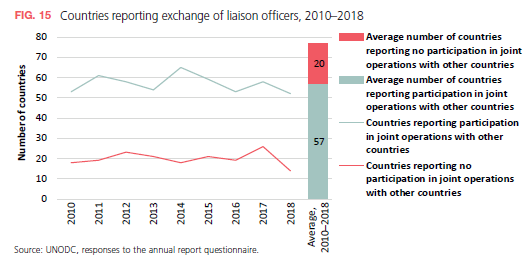 FIG. 15 Countries reporting exchange of liaison officers, 2010–2018
Number of countries
80
70
60
50
40
30
20
10
0
2010
2011
2012
2013
2014
2015
2016
2017
2018
Average,
2010–2018
20
57
Average number of countries
reporting no participation in joint
operations with other countries
Average number of countries
reporting participation in joint
operations with other countries
Countries reporting participation
in joint operations with other
countries
Countries reporting no
participation in joint operations
with other countries
Source: UNODC, responses to the annual report questionnaire.